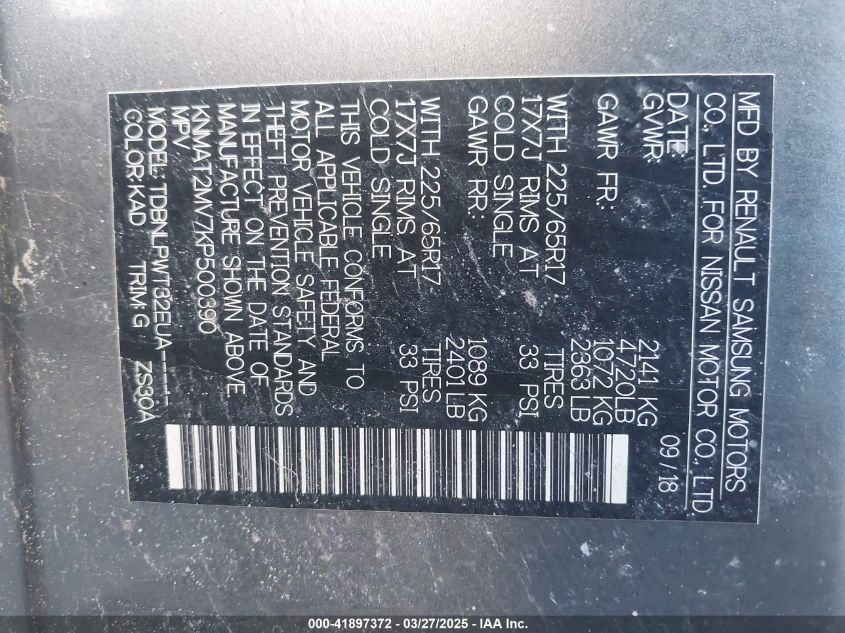 MFD BY RENAULT SAMSUNG MOTORS
CO., LTD. FOR NISSAN MOTOR CO., LTD.
DATE: 09/18
GVWR: 2141 KG
4720LB
GAWR FR: 1072 KG
2363 LB
WITH 225/65R17 TIRES
17X7J RIMS AT 33 PSI
COLD SINGLE
GAWR RR: 1089 KG
2401 LB
WITH 225/65R17 TIRES
17X7J RIMS AT 33 PSI
COLD SINGLE
THIS VEHICLE CONFORMS TO
ALL APPLICABLE FEDERAL
MOTOR VEHICLE SAFETY AND
THEFT PREVENTION STANDARDS
IN EFFECT ON THE DATE OF
MANUFACTURE SHOWN ABOVE
KNMAT2MV7KP500390
MPV
MODEL: TDBNLPWT32EUA-----
COLOR:KAD TRIM: G ZS30A
000-41897372 - 03/27/2025 - IAA Inc.